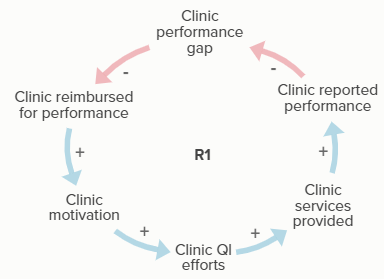 Clinic
performance
gap
-
-
Clinic reimbursed
for performance
Clinic reported
performance
+
R1
+
Clinic
motivation
Clinic
services
provided
+
+
Clinic QI
efforts